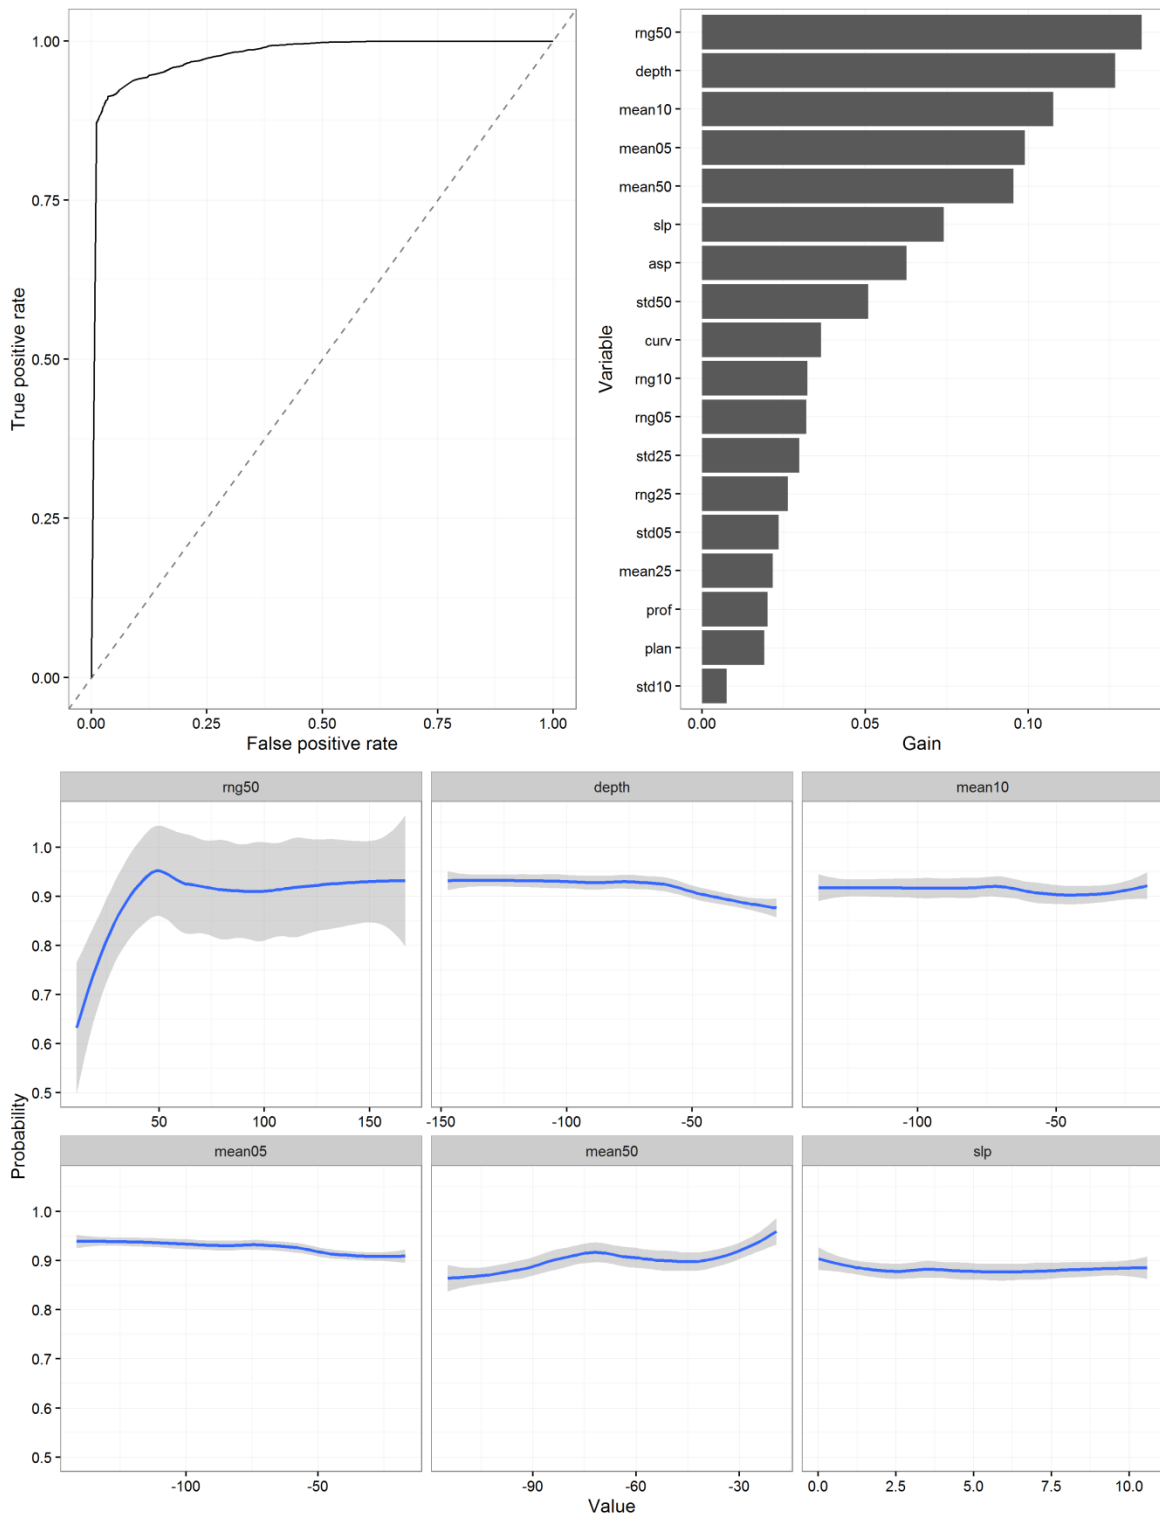 1.00
0.75
0.50
0.25
0.00
True positive rate
0.00 0.25 0.50 0.75 1.00
False positive rate
rng50
depth
mean10
mean05
mean50
slp
asp
std50
curv
rng10
rng05
std25
rng25
std05
mean25
prof
plan
std10
Variable
0.00 0.05 0.10
Gain
rng50 depth mean10
1.0
0.9
0.8
0.7
0.6
0.5
50 100 150 -150 -100 -50 -100 -50
Probability
mean05 mean50 slp
1.0
0.9
0.8
0.7
0.6
0.5
-100 -50 -90 -60 -30 0.0 2.5 5.0 7.5 10.0
Value